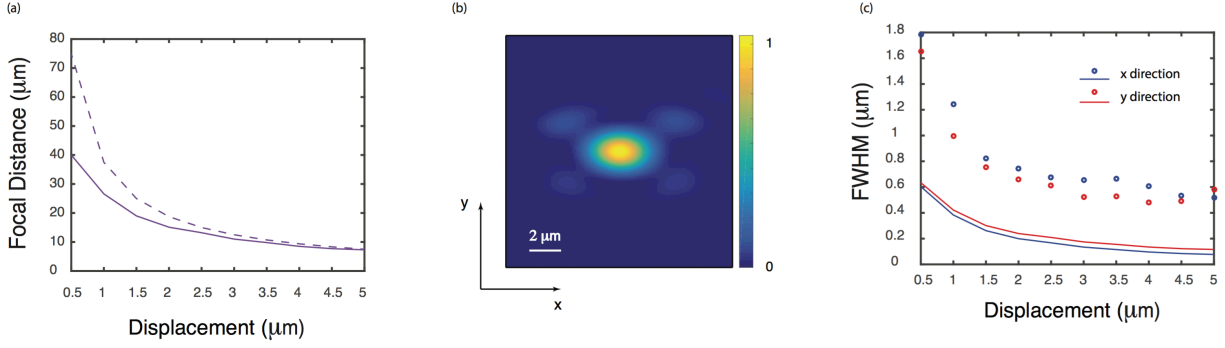 (a)
80
70
60
50
40
30
20
10
0
0.5 1 1.5 2 2.5 3 3.5 4 4.5 5
Focal Distance (μm)
Displacement (μm)
(b)
y
x
2 μm
1
0
(c)
1.8
1.6
1.4
1.2
1
0.8
0.6
0.4
0.2
0
0.5 1 1.5 2 2.5 3 3.5 4 4.5 5
FWHM (μm)
Displacement (μm)
x direction
y direction